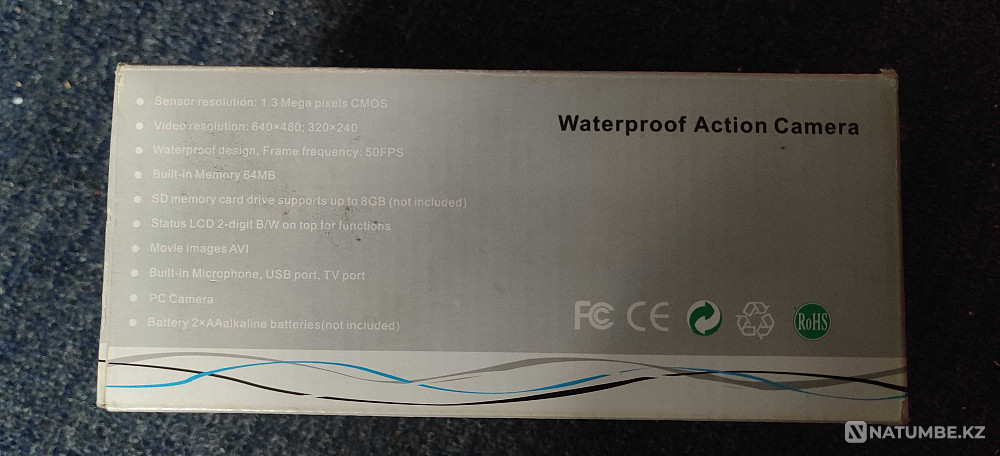 Sensor resolution: 1.3 Mega pixels CMOS
Video resolution: 640×480; 320×240
Waterproof design, Frame frequency: 50FPS
Built-in Memory 64MB
SD memory card drive supports up to 8GB (not included)
Status LCD 2-digit B/W on top for functions
Movie images AVI
Built-in Microphone, USB port, TV port
PC Camera
Battery 2×AAalkaline batteries(not included)
Waterproof Action Camera
FC CE RoHS
NATUMBE.KZ